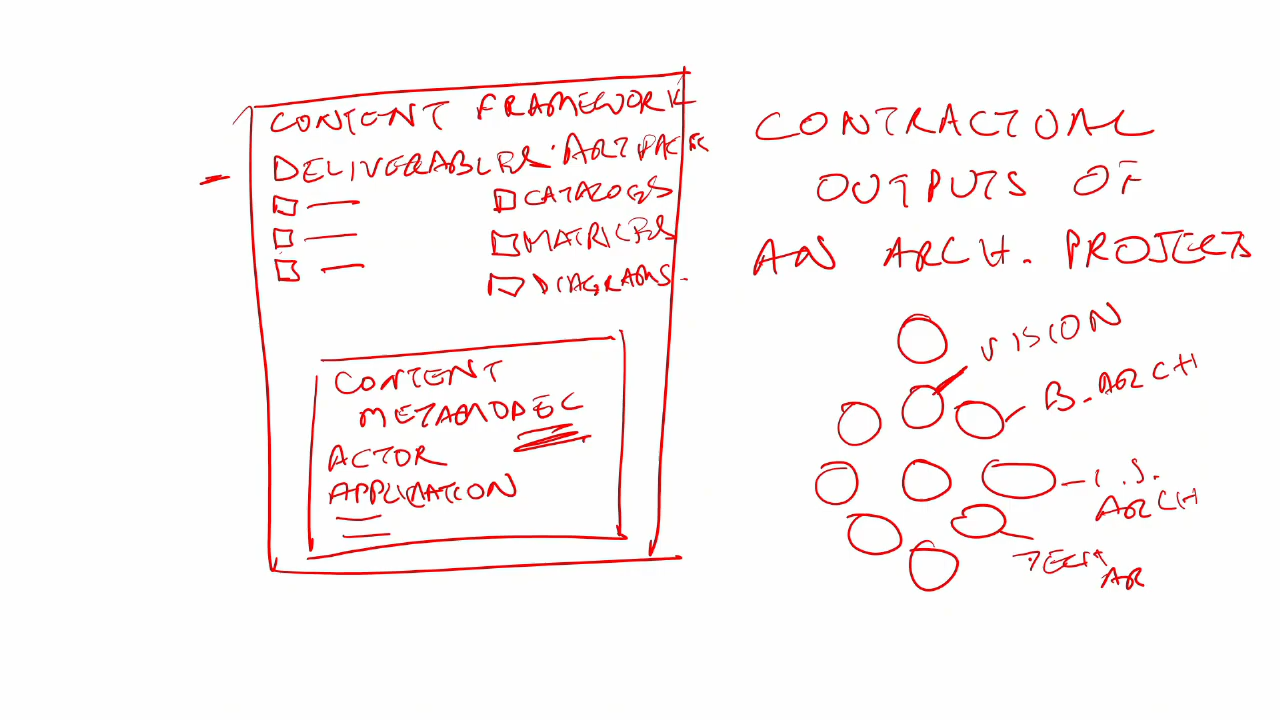 CONTENT FRAMEWORK
DELIVERABLES. ARTIFACTS
CATALOGS
MATRICES
DIAGRAMS.
CONTENT
METAMODEL
ACTOR
APPLICATION
CONTRACTUAL
OUTPUTS OF
AN ARCH. PROJECTS
VISION
B. ARCH
I.S.
ARCH
TECH
AR